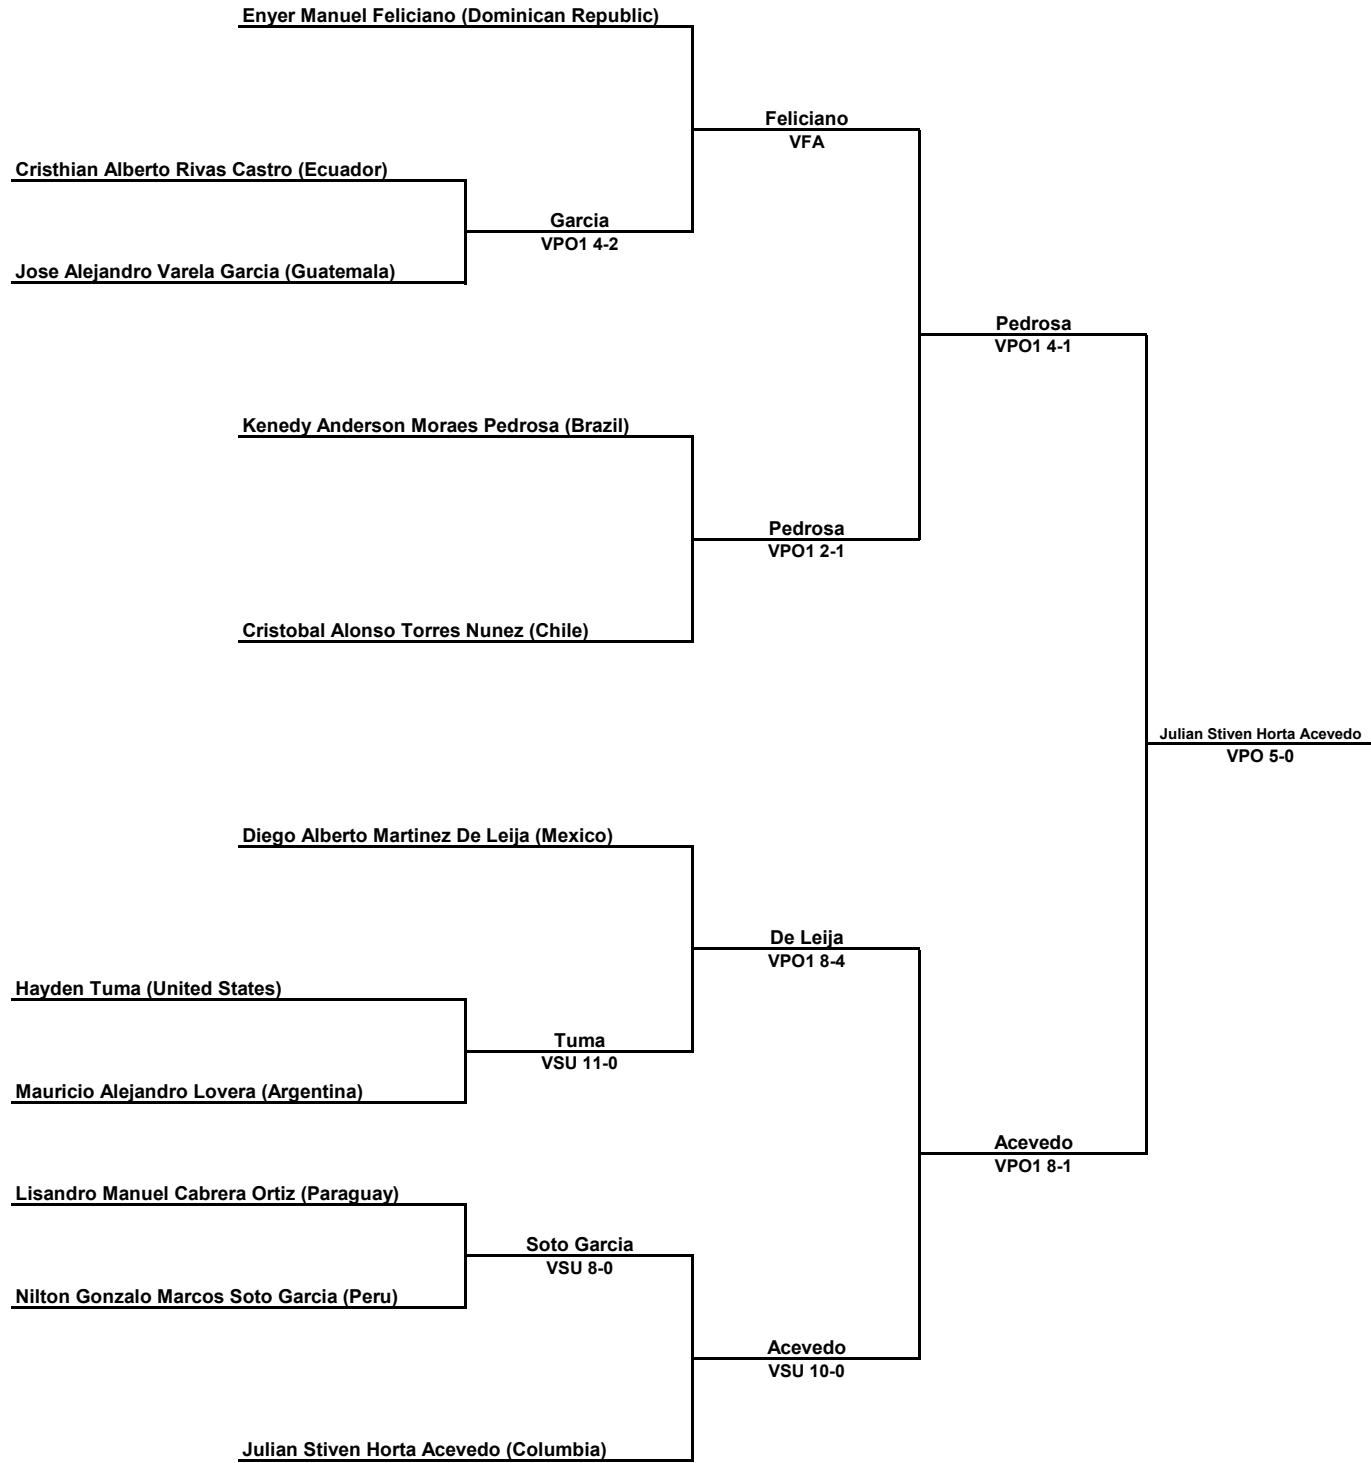 Enyer Manuel Feliciano (Dominican Republic)
Feliciano
VFA
Cristhian Alberto Rivas Castro (Ecuador)
Garcia
VPO1 4-2
Jose Alejandro Varela Garcia (Guatemala)
Pedrosa
VPO1 4-1
Kenedy Anderson Moraes Pedrosa (Brazil)
Pedrosa
VPO1 2-1
Cristobal Alonso Torres Nunez (Chile)
Julian Stiven Horta Acevedo
VPO 5-0
Diego Alberto Martinez De Leija (Mexico)
De Leija
VPO1 8-4
Hayden Tuma (United States)
Tuma
VSU 11-0
Mauricio Alejandro Lovera (Argentina)
Acevedo
VPO1 8-1
Lisandro Manuel Cabrera Ortiz (Paraguay)
Soto Garcia
VSU 8-0
Nilton Gonzalo Marcos Soto Garcia (Peru)
Acevedo
VSU 10-0
Julian Stiven Horta Acevedo (Columbia)